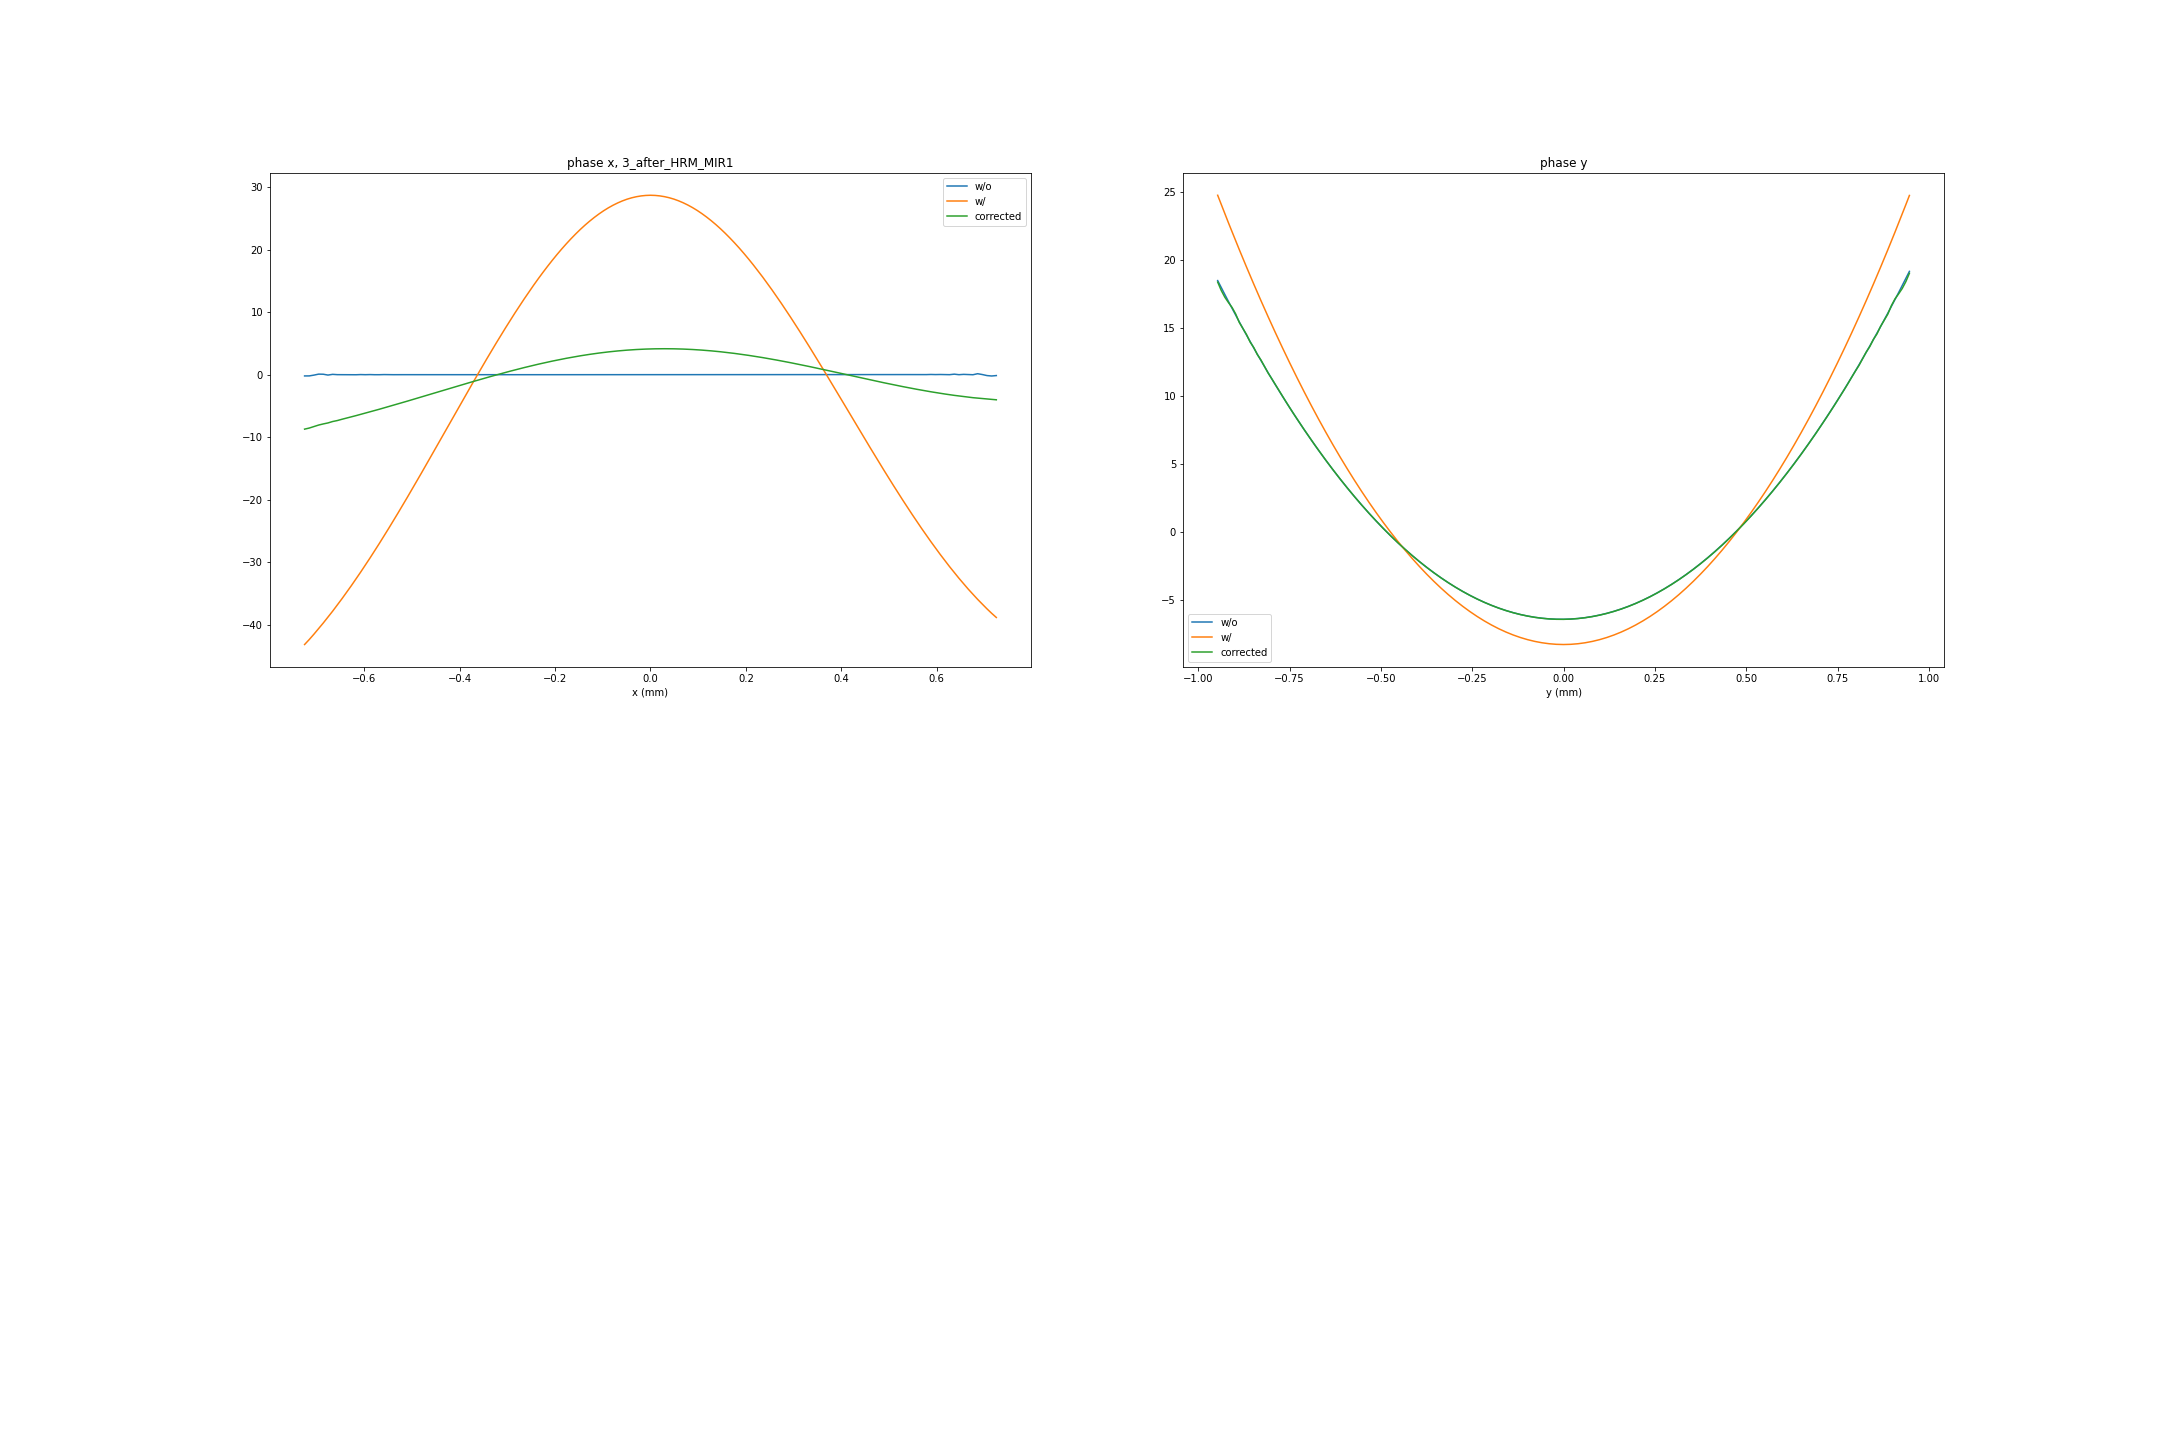 phase x, 3_after_HRM_MIR1
30
20
10
0
−10
−20
−30
−40
−0.6 −0.4 −0.2 0.0 0.2 0.4 0.6
x (mm)
w/o
w/
corrected
phase y
25
20
15
10
5
0
−5
−1.00 −0.75 −0.50 −0.25 0.00 0.25 0.50 0.75 1.00
y (mm)
w/o
w/
corrected